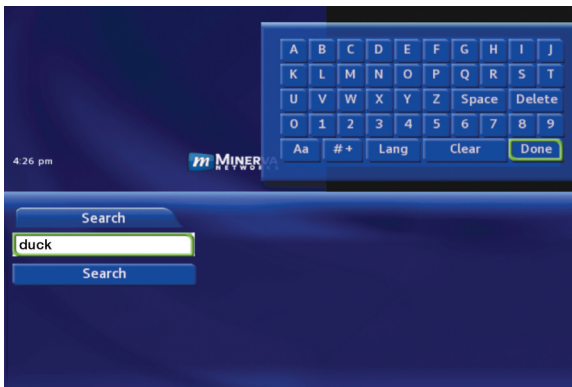 A B C D E F G H I J
K L M N O P Q R S T
U V W X Y Z Space Delete
0 1 2 3 4 5 6 7 8 9
Aa #+ Lang Clear Done
4:26 pm
m MINERVA
NETWORKS
Search
duck
Search